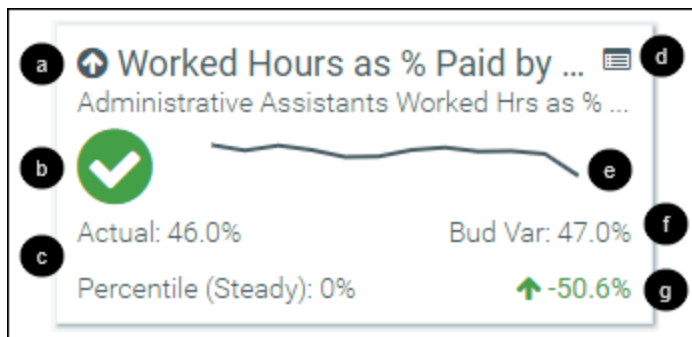 a Worked Hours as % Paid by ... d
Administrative Assistants Worked Hrs as % ...
b e
Actual: 46.0% Bud Var: 47.0% f
c
Percentile (Steady): 0% -50.6% g